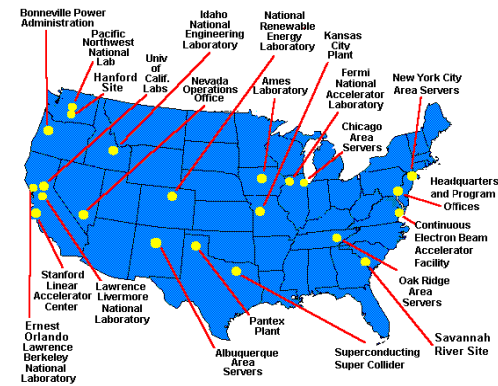 Bonneville Power
Administration
Pacific
Northwest
National
Lab
Hanford
Site
Univ
of
Calif.
Labs
Idaho
National
Engineering
Laboratory
Nevada
Operations
Office
National
Renewable
Energy
Laboratory
Ames
Laboratory
Kansas
City
Plant
Fermi
National
Accelerator
Laboratory
Chicago
Area
Servers
New York City
Area Servers
Headquarters
and Program
Offices
Continuous
Electron Beam
Accelerator
Facility
Oak Ridge
Area
Servers
Savannah
River Site
Superconducting
Super Collider
Pantex
Plant
Albuquerque
Area
Servers
Lawrence
Livermore
National
Laboratory
Stanford
Linear
Accelerator
Center
Ernest
Orlando
Lawrence
Berkeley
National
Laboratory